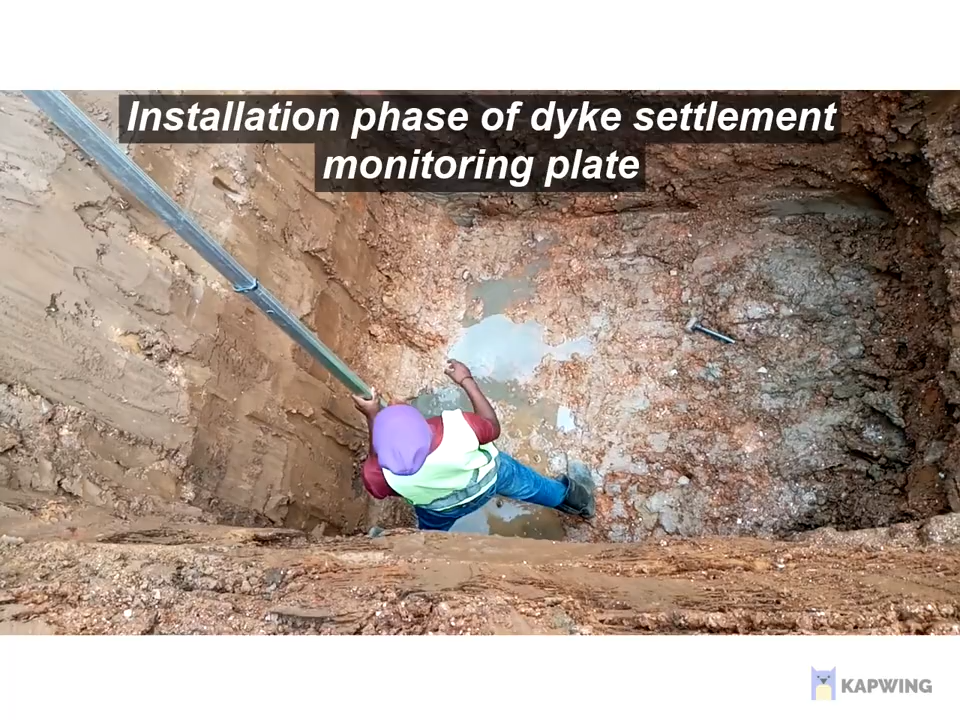 Installation phase of dyke settlement
monitoring plate
KAPWING